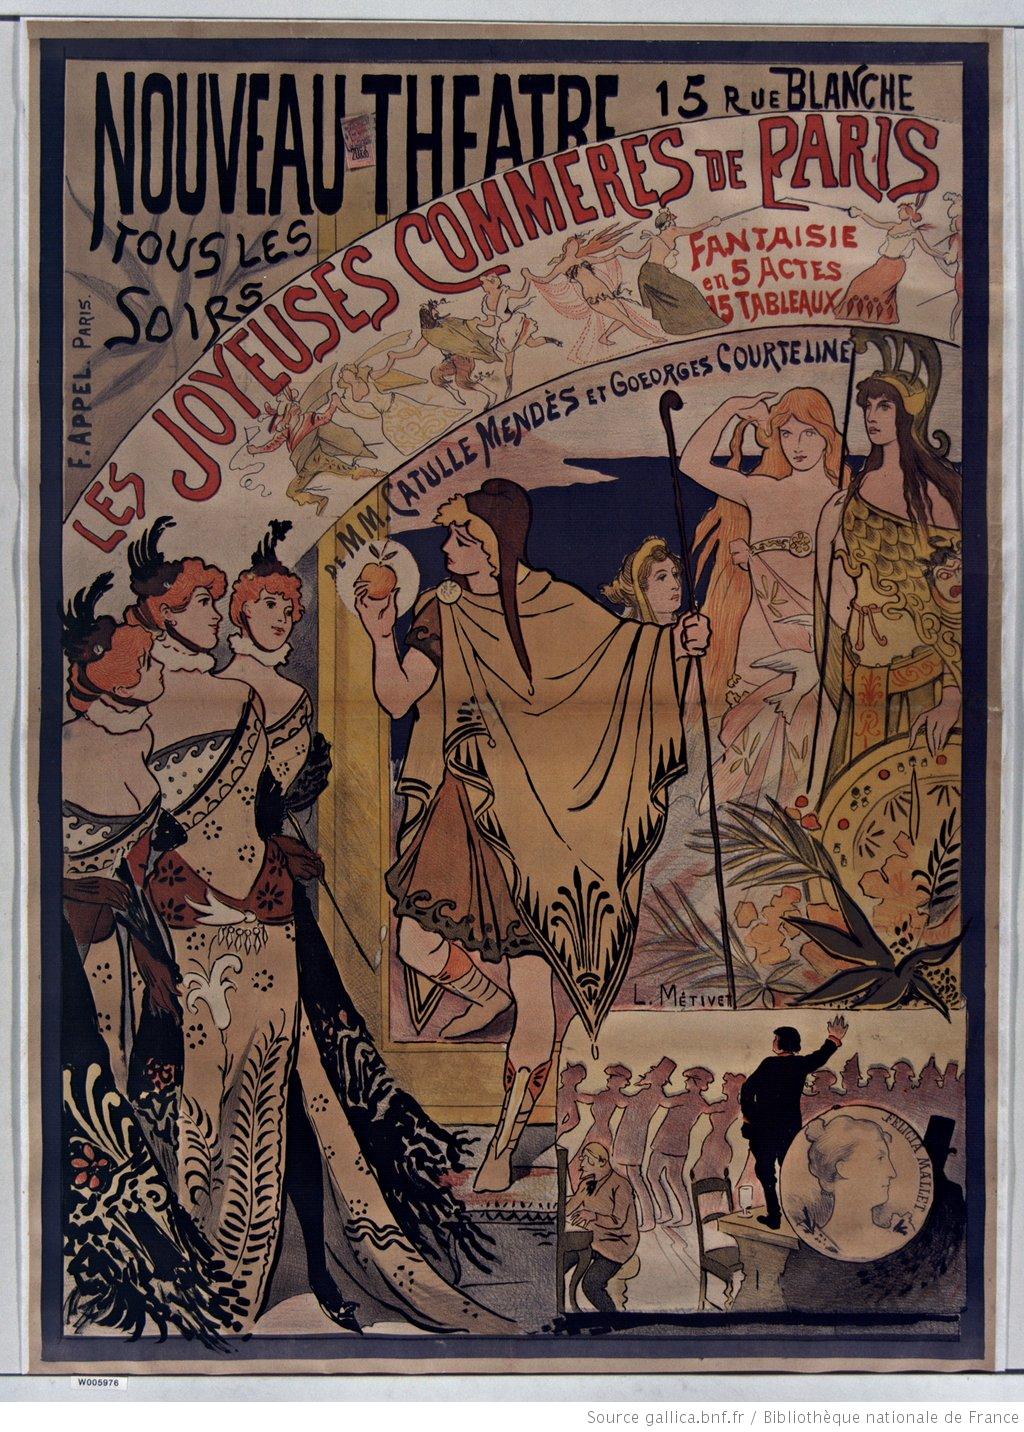 NOUVEAU THEATRE 15 RUE BLANCHE
TOUS LES
SOIRS
LES JOYEUSES COMMERES DE PARIS
FANTAISIE
en 5 ACTES
15 TABLEAUX
DE MM. CATULLE MENDÈS ET GOEORGES COURTELINE
F. APPEL. PARIS.
L. MÉTIVET
FELICIA MALLET
W005976
Source gallica.bnf.fr / Bibliothèque nationale de France